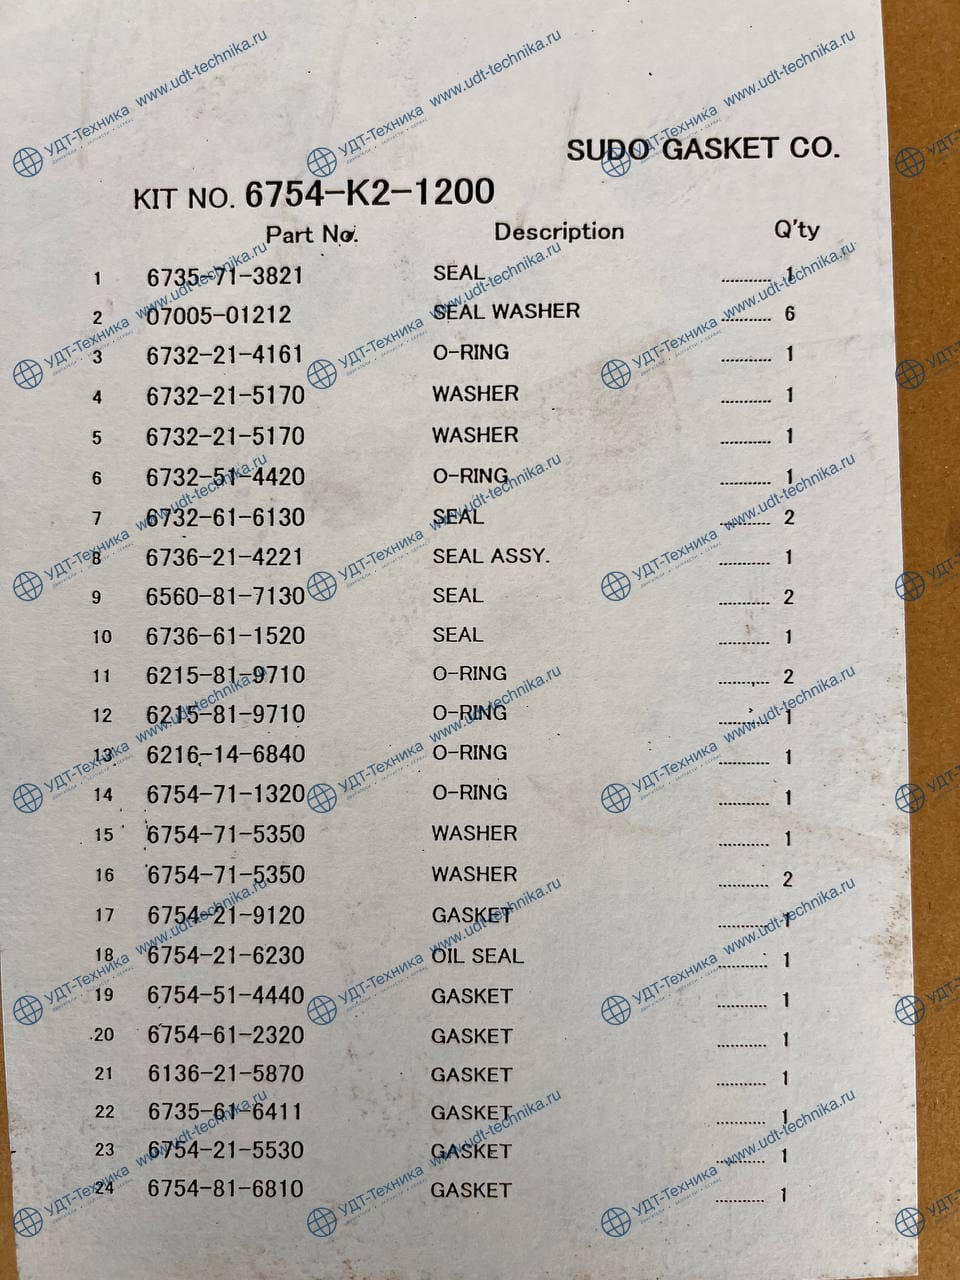 SUDO GASKET CO.
KIT NO. 6754-K2-1200
Part No. Description Q'ty
1 6735-71-3821 SEAL .......... 1
2 07005-01212 SEAL WASHER .......... 6
3 6732-21-4161 O-RING .......... 1
4 6732-21-5170 WASHER .......... 1
5 6732-21-5170 WASHER .......... 1
6 6732-51-4420 O-RING .......... 1
7 6732-61-6130 SEAL .......... 2
8 6736-21-4221 SEAL ASSY. .......... 1
9 6560-81-7130 SEAL .......... 2
10 6736-61-1520 SEAL .......... 1
11 6215-81-9710 O-RING .......... 2
12 6215-81-9710 O-RING .......... 1
13 6216-14-6840 O-RING .......... 1
14 6754-71-1320 O-RING .......... 1
15 6754-71-5350 WASHER .......... 1
16 6754-71-5350 WASHER .......... 2
17 6754-21-9120 GASKET .......... 1
18 6754-21-6230 OIL SEAL .......... 1
19 6754-51-4440 GASKET .......... 1
20 6754-61-2320 GASKET .......... 1
21 6136-21-5870 GASKET .......... 1
22 6735-61-6411 GASKET .......... 1
23 6754-21-5530 GASKET .......... 1
24 6754-81-6810 GASKET .......... 1
УДТ-Техника www.udt-technika.ru